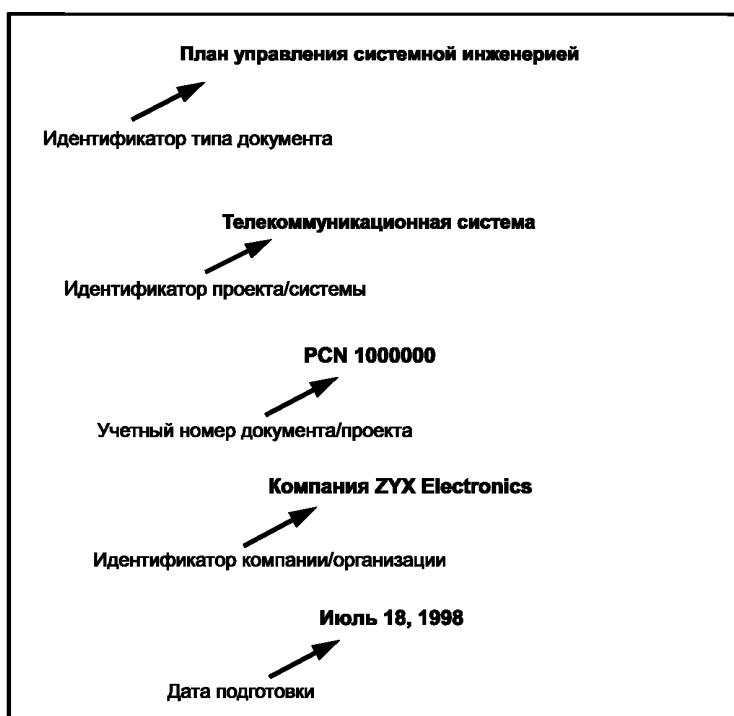 План управления системной инженерией
Идентификатор типа документа
Телекоммуникационная система
Идентификатор проекта/системы
PCN 1000000
Учетный номер документа/проекта
Компания ZYX Electronics
Идентификатор компании/организации
Июль 18, 1998
Дата подготовки